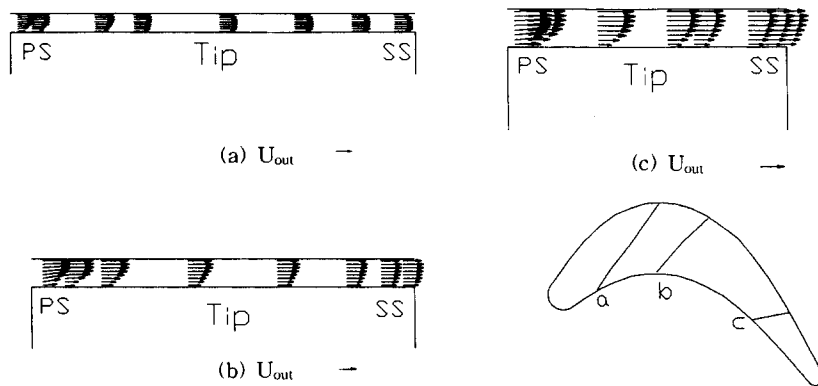 PS Tip SS
(a) U_out →
PS Tip SS
(b) U_out →
PS Tip SS
(c) U_out →
a b c